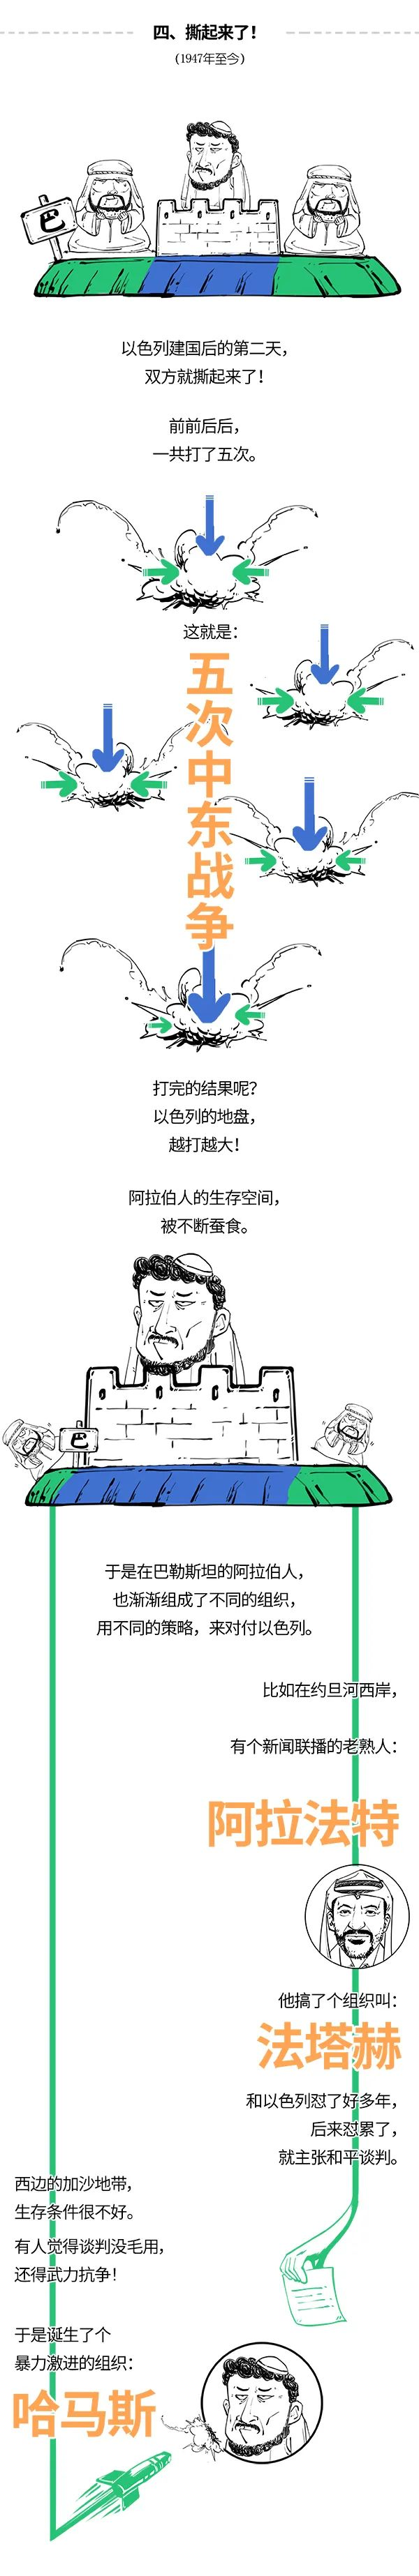 四、撕起来了！
（1947年至今）
巴
以色列建国后的第二天，
双方就撕起来了！
前前后后，
一共打了五次。
这就是：
五次中东战争
打完的结果呢？
以色列的地盘，
越打越大！
阿拉伯人的生存空间，
被不断蚕食。
巴
于是在巴勒斯坦的阿拉伯人，
也渐渐组成了不同的组织，
用不同的策略，来对付以色列。
比如在约旦河西岸，
有个新闻联播的老熟人：
阿拉法特
他搞了个组织叫：
法塔赫
和以色列怼了好多年，
后来怼累了，
就主张和平谈判。
西边的加沙地带，
生存条件很不好。
有人觉得谈判没毛用，
还得武力抗争！
于是诞生了个
暴力激进的组织：
哈马斯